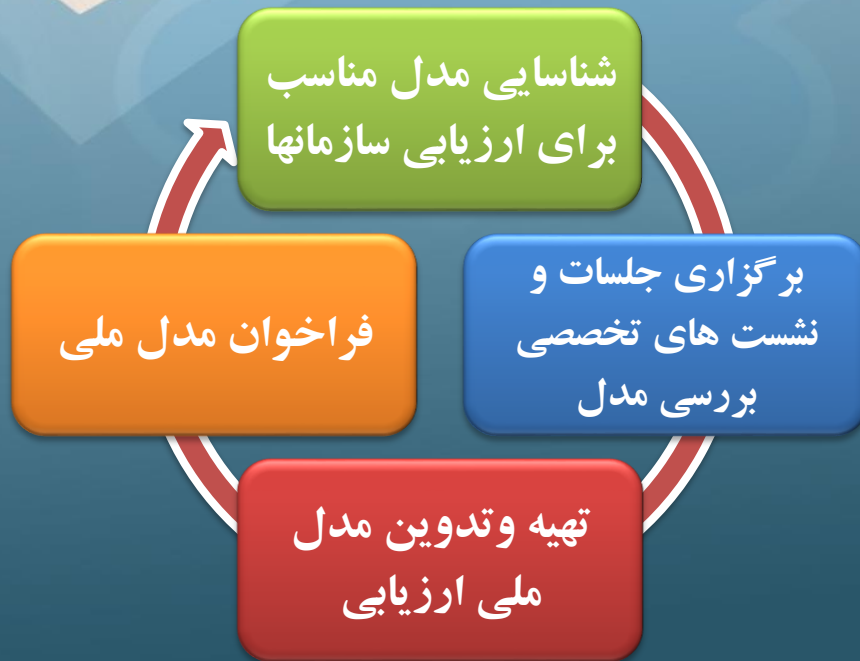 شناسایی مدل مناسب
برای ارزیابی سازمانها
برگزاری جلسات و
نشست های تخصصی
بررسی مدل
تهیه وتدوین مدل
ملی ارزیابی
فراخوان مدل ملی